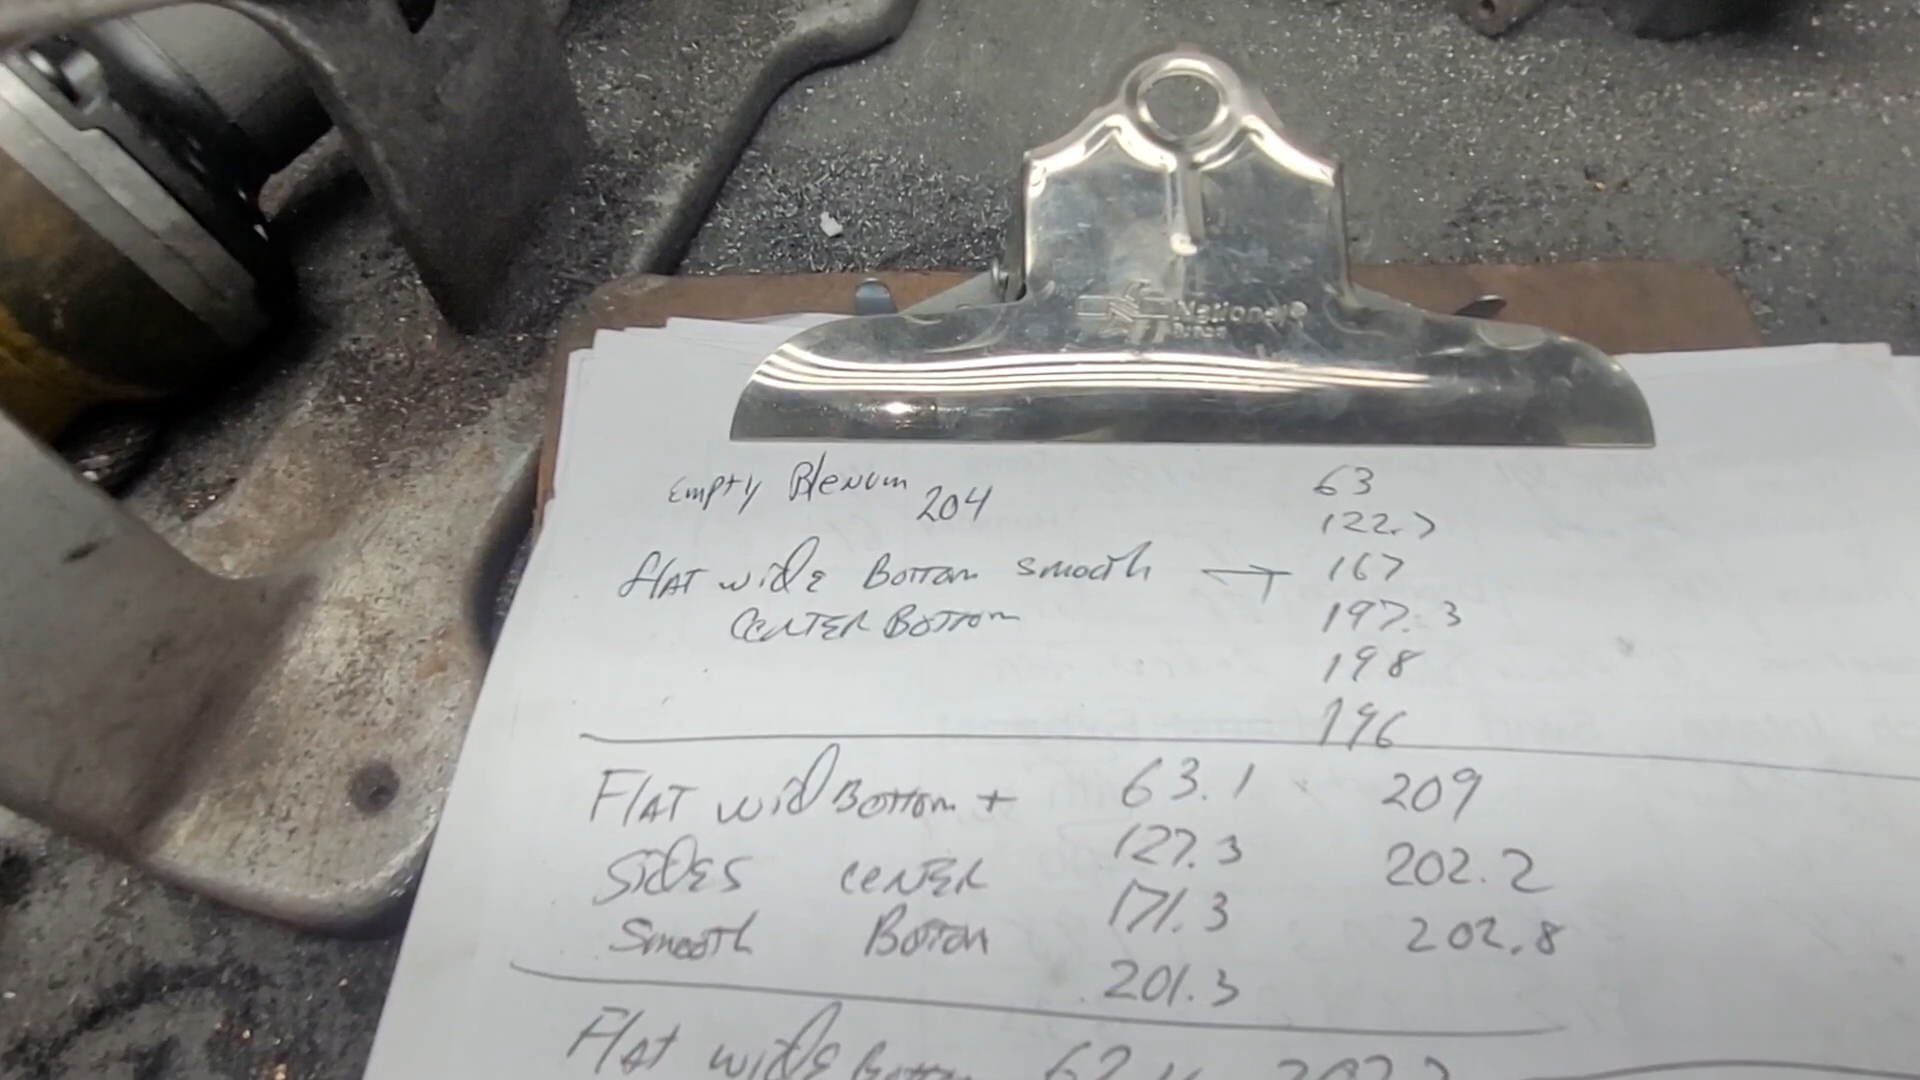 National
Empty Plenum 63
204 122.7
flat wide Bottom smooth → 167
center Bottom 197.3
198
196
Flat wid Bottom + 63.1 209
127.3
sides center 202.2
171.3
smooth Bottom 202.8
201.3
Flat wide